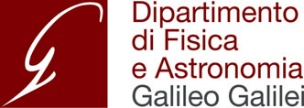 Dipartimento
di Fisica
e Astronomia
Galileo Galilei